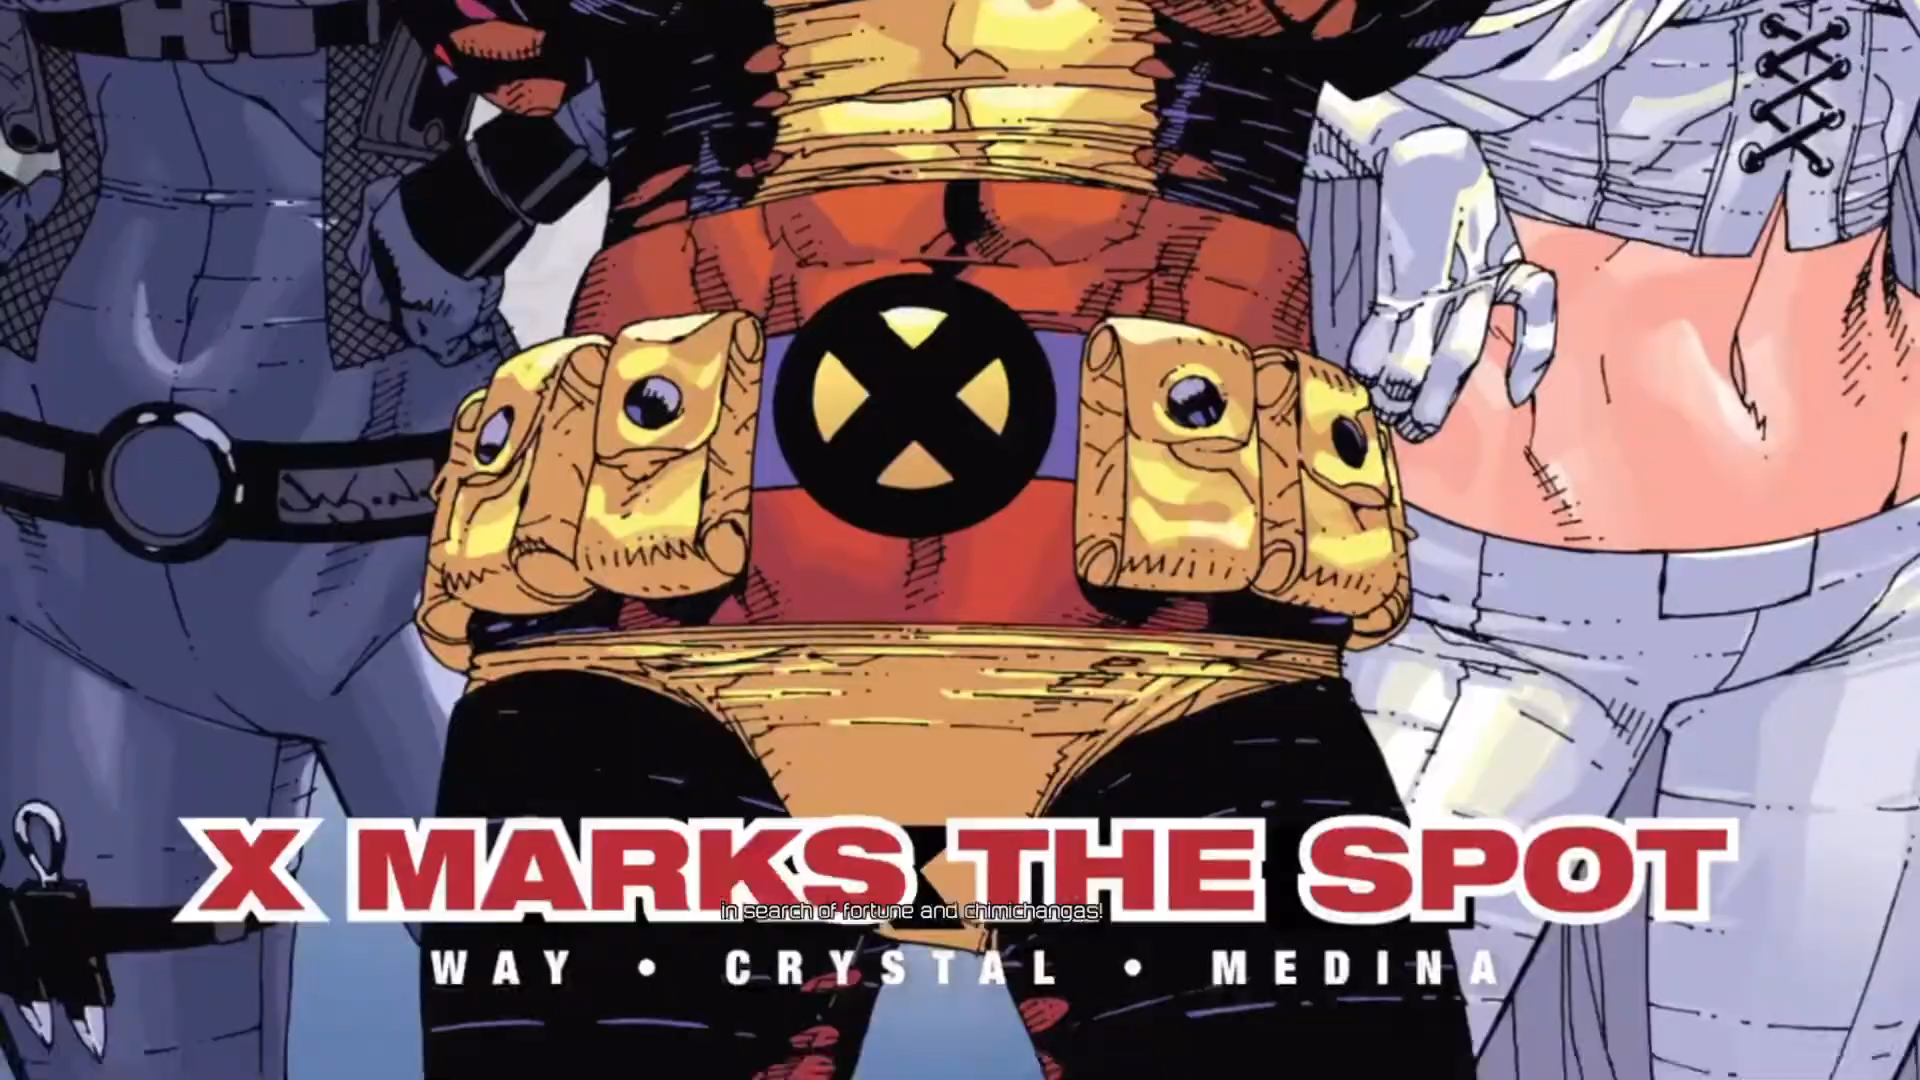 X MARKS THE SPOT
in search of fortune and chimichangas!
WAY • CRYSTAL • MEDINA